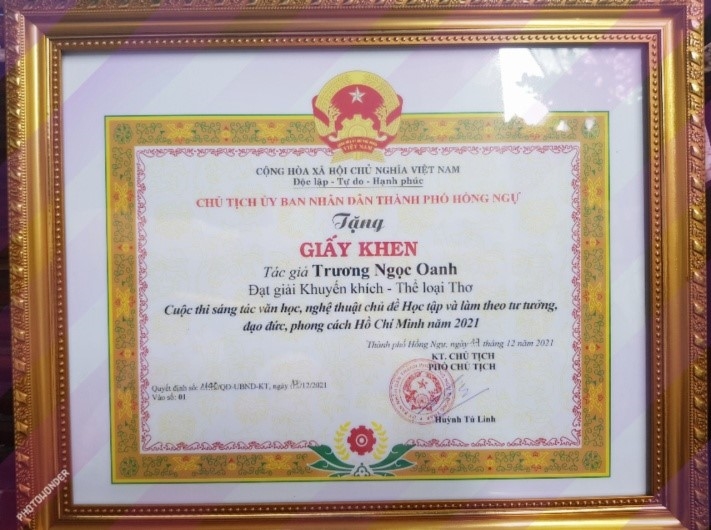 VIỆT NAM
CỘNG HÒA XÃ HỘI CHỦ NGHĨA VIỆT NAM
Độc lập - Tự do - Hạnh phúc
CHỦ TỊCH ỦY BAN NHÂN DÂN THÀNH PHỐ HỒNG NGỰ
Tặng
GIẤY KHEN
Tác giả Trương Ngọc Oanh
Đạt giải Khuyến khích - Thể loại Thơ
Cuộc thi sáng tác văn học, nghệ thuật chủ đề Học tập và làm theo tư tưởng,
đạo đức, phong cách Hồ Chí Minh năm 2021
Thành phố Hồng Ngự, ngày tháng 12 năm 2021
KT. CHỦ TỊCH
PHÓ CHỦ TỊCH
Quyết định số: /QĐ-UBND-KT, ngày /12/2021
Vào sổ: 01
Huỳnh Tú Linh
PHOTOWONDER